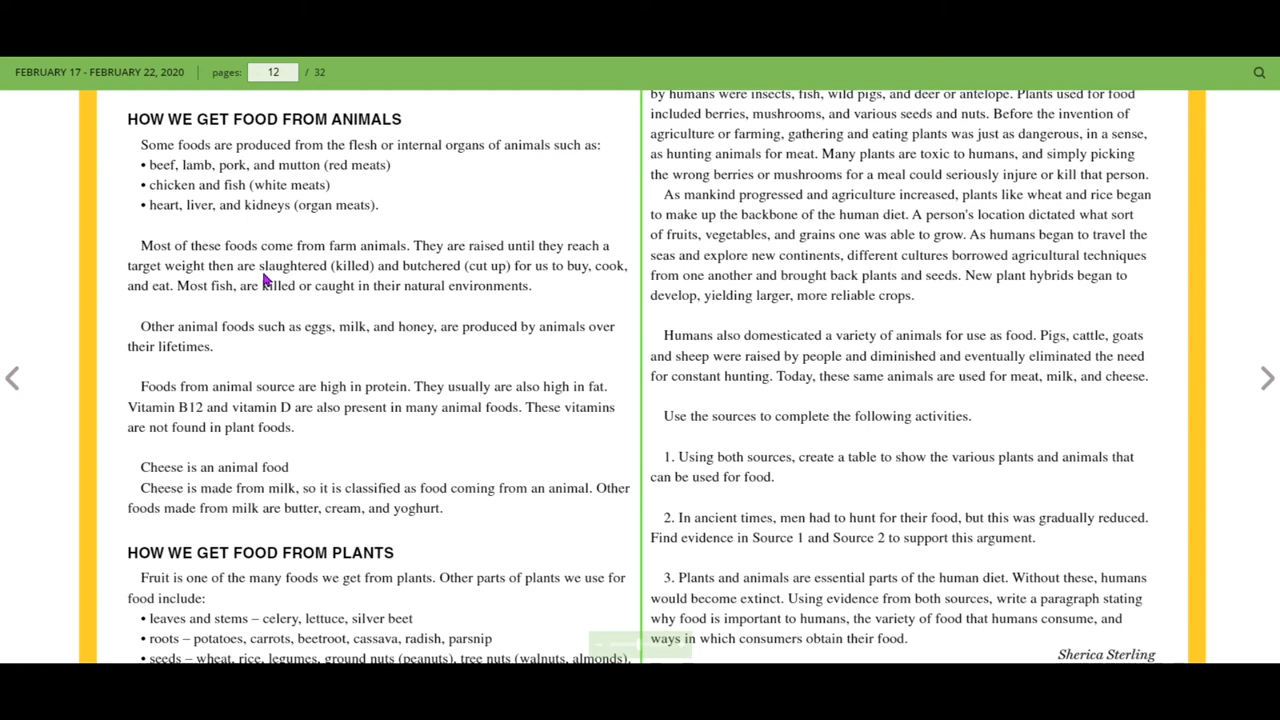 FEBRUARY 17 - FEBRUARY 22, 2020 pages: 12 / 32
HOW WE GET FOOD FROM ANIMALS
Some foods are produced from the flesh or internal organs of animals such as:
• beef, lamb, pork, and mutton (red meats)
• chicken and fish (white meats)
• heart, liver, and kidneys (organ meats).
Most of these foods come from farm animals. They are raised until they reach a
target weight then are slaughtered (killed) and butchered (cut up) for us to buy, cook,
and eat. Most fish, are killed or caught in their natural environments.
Other animal foods such as eggs, milk, and honey, are produced by animals over
their lifetimes.
Foods from animal source are high in protein. They usually are also high in fat.
Vitamin B12 and vitamin D are also present in many animal foods. These vitamins
are not found in plant foods.
Cheese is an animal food
Cheese is made from milk, so it is classified as food coming from an animal. Other
foods made from milk are butter, cream, and yoghurt.
HOW WE GET FOOD FROM PLANTS
Fruit is one of the many foods we get from plants. Other parts of plants we use for
food include:
• leaves and stems – celery, lettuce, silver beet
• roots – potatoes, carrots, beetroot, cassava, radish, parsnip
• seeds – wheat, rice, legumes, ground nuts (peanuts), tree nuts (walnuts, almonds),
by humans were insects, fish, wild pigs, and deer or antelope. Plants used for food
included berries, mushrooms, and various seeds and nuts. Before the invention of
agriculture or farming, gathering and eating plants was just as dangerous, in a sense,
as hunting animals for meat. Many plants are toxic to humans, and simply picking
the wrong berries or mushrooms for a meal could seriously injure or kill that person.
As mankind progressed and agriculture increased, plants like wheat and rice began
to make up the backbone of the human diet. A person's location dictated what sort
of fruits, vegetables, and grains one was able to grow. As humans began to travel the
seas and explore new continents, different cultures borrowed agricultural techniques
from one another and brought back plants and seeds. New plant hybrids began to
develop, yielding larger, more reliable crops.
Humans also domesticated a variety of animals for use as food. Pigs, cattle, goats
and sheep were raised by people and diminished and eventually eliminated the need
for constant hunting. Today, these same animals are used for meat, milk, and cheese.
Use the sources to complete the following activities.
1. Using both sources, create a table to show the various plants and animals that
can be used for food.
2. In ancient times, men had to hunt for their food, but this was gradually reduced.
Find evidence in Source 1 and Source 2 to support this argument.
3. Plants and animals are essential parts of the human diet. Without these, humans
would become extinct. Using evidence from both sources, write a paragraph stating
why food is important to humans, the variety of food that humans consume, and
ways in which consumers obtain their food.
Sherica Sterling